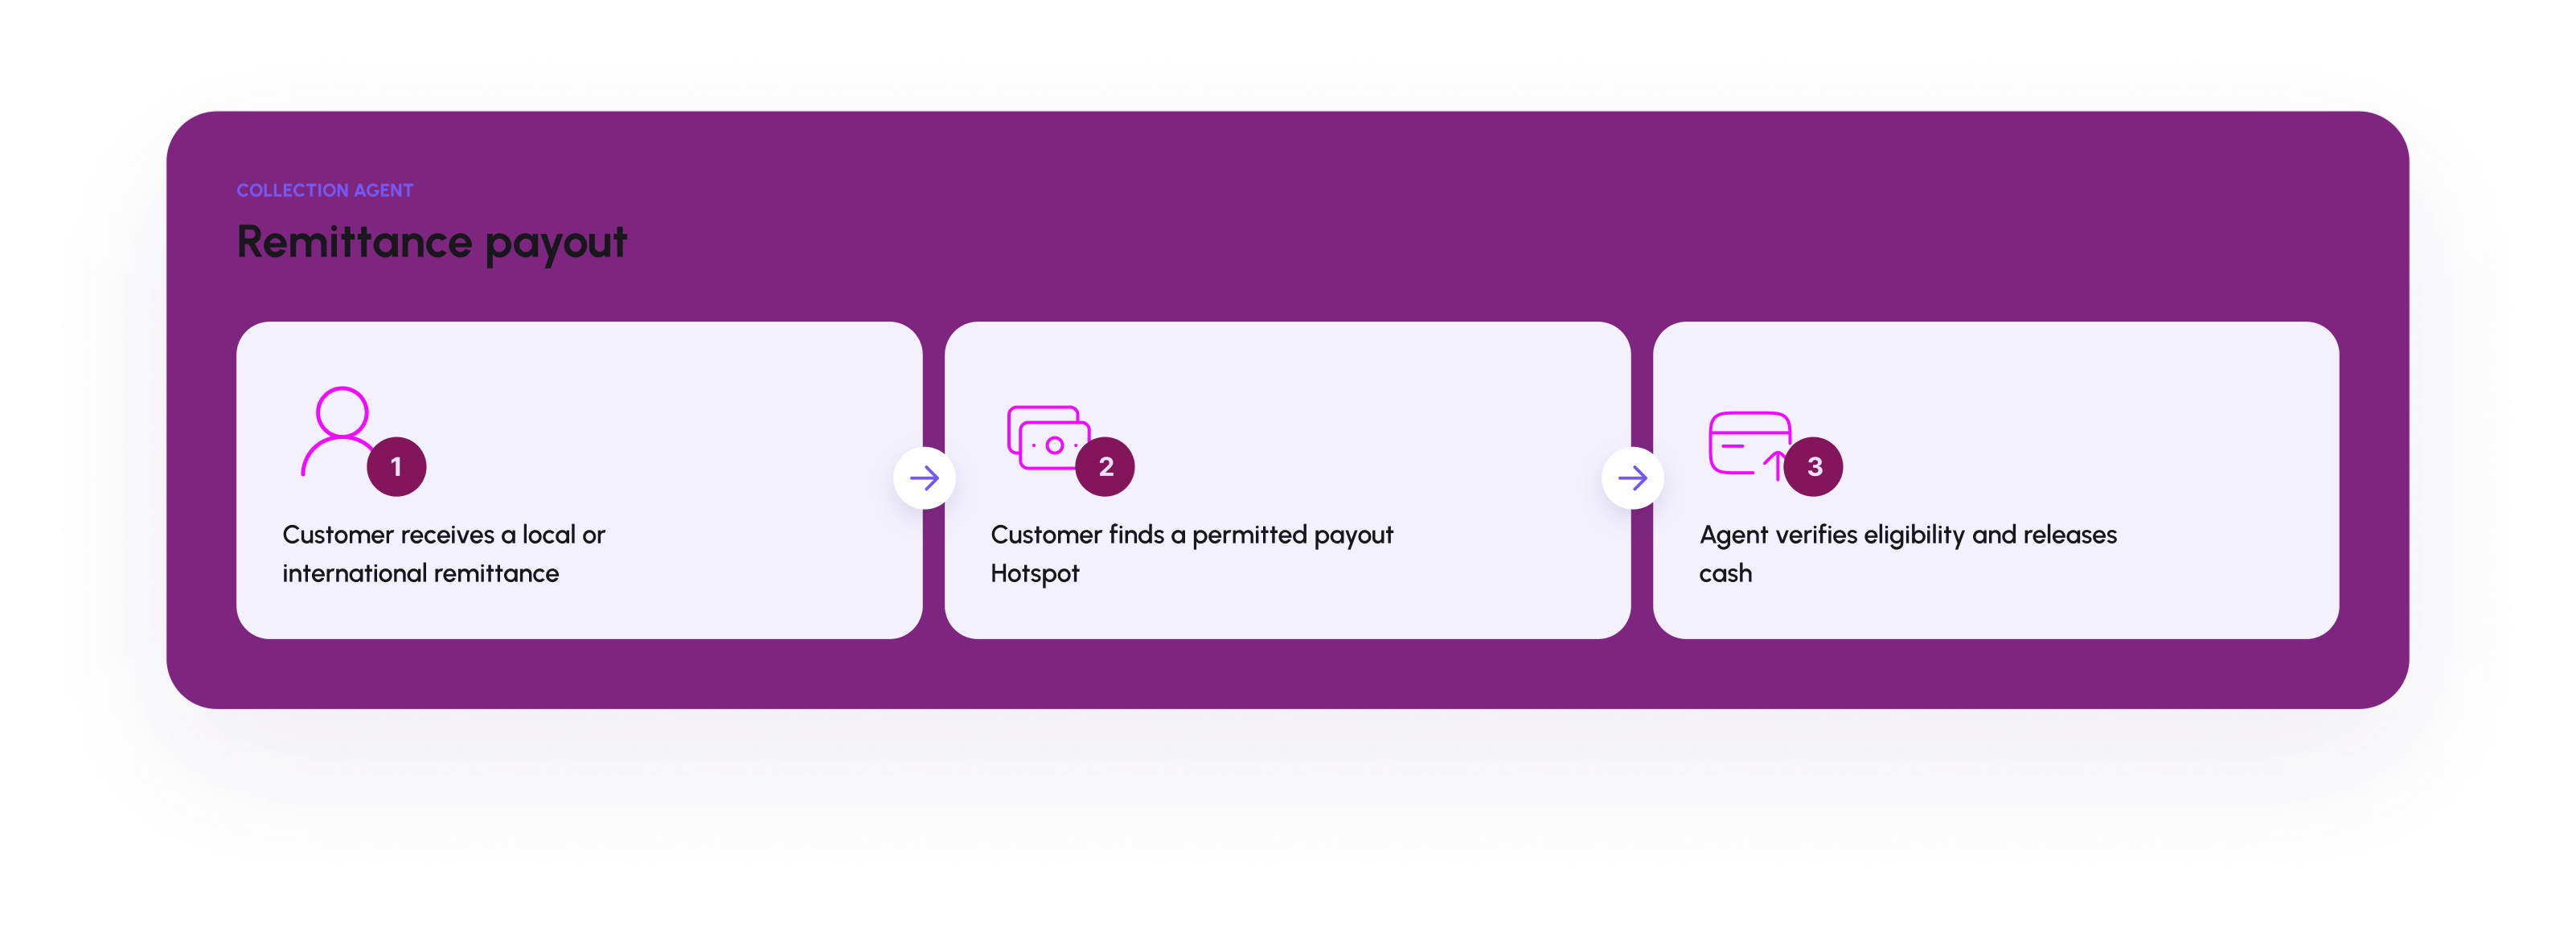 COLLECTION AGENT
Remittance payout
1
Customer receives a local or
international remittance
2
Customer finds a permitted payout
Hotspot
3
Agent verifies eligibility and releases
cash